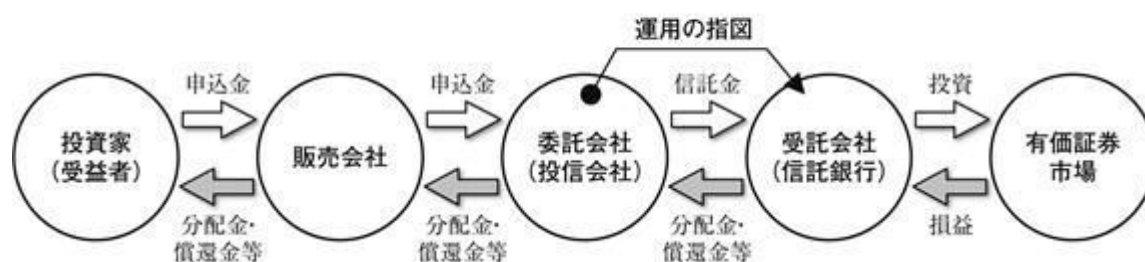 運用の指図
申込金
申込金
信託金
投資
投資家
(受益者)
販売会社
委託会社
(投信会社)
受託会社
(信託銀行)
有価証券
市場
分配金・
償還金等
分配金・
償還金等
分配金・
償還金等
損益